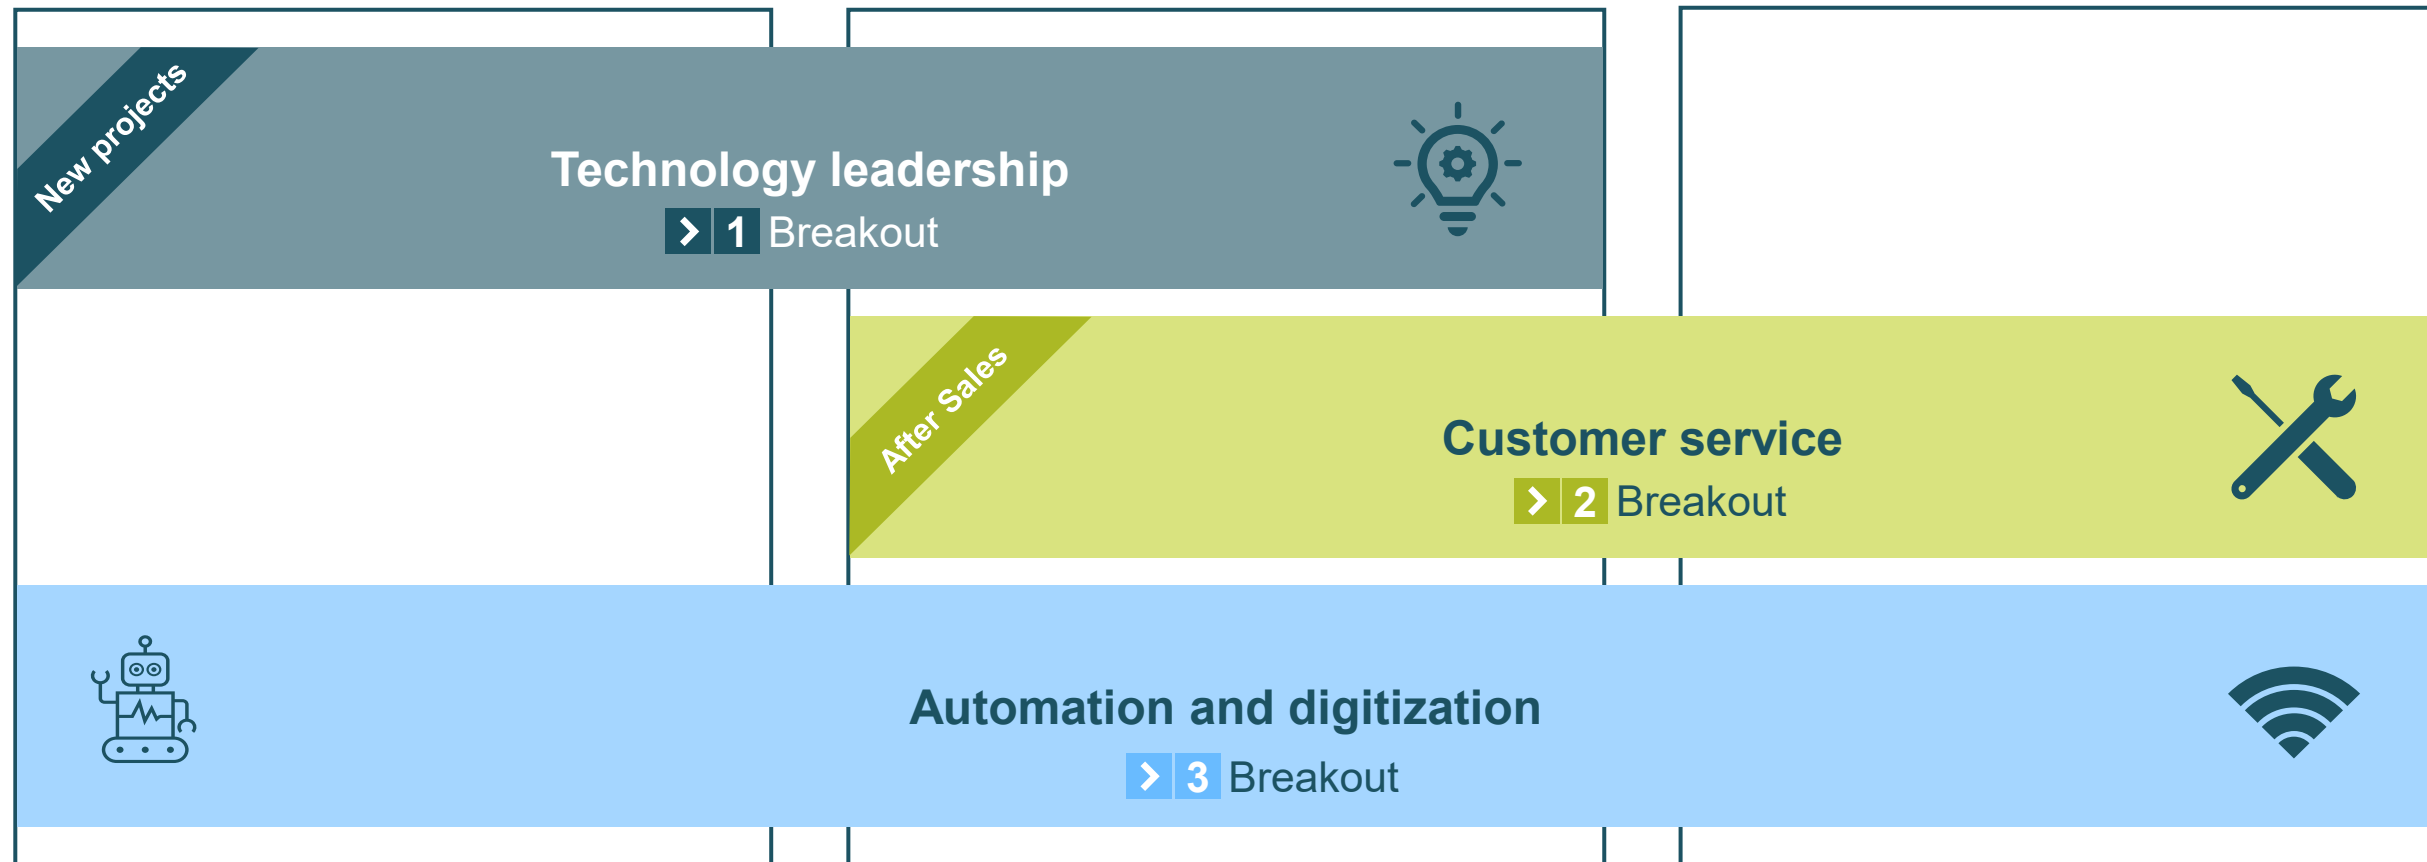 New projects
Technology leadership
1 Breakout
After Sales
Customer service
2 Breakout
Automation and digitization
3 Breakout